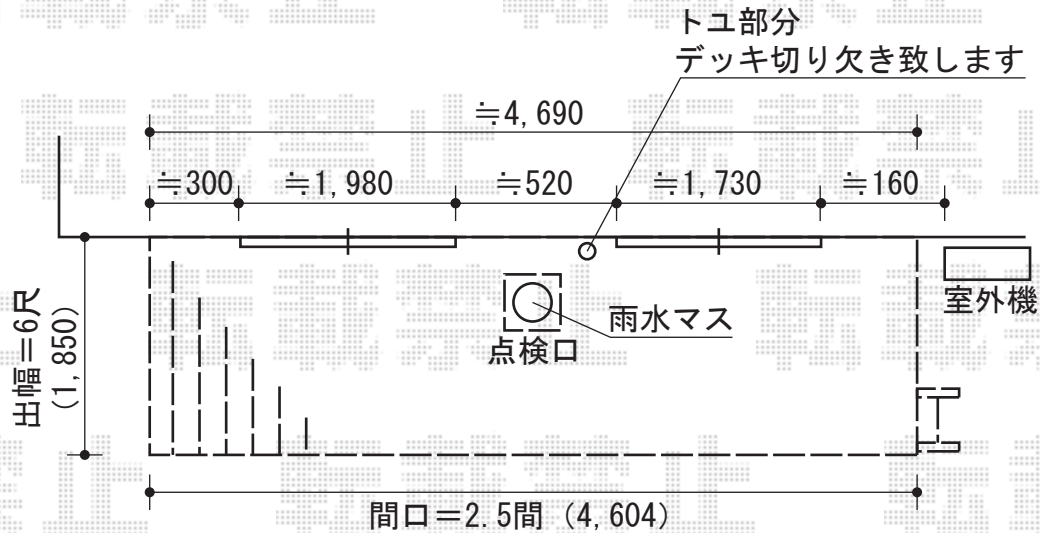 トユ部分
デッキ切り欠き致します
≒4,690
≒300
≒1,980
≒520
≒1,730
≒160
出幅=6尺
(1,850)
室外機
雨水マス
点検口
間口=2.5間 (4,604)